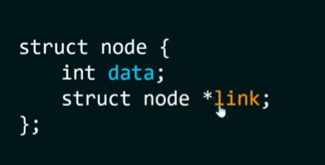 struct node {
    int data;
    struct node *link;
};